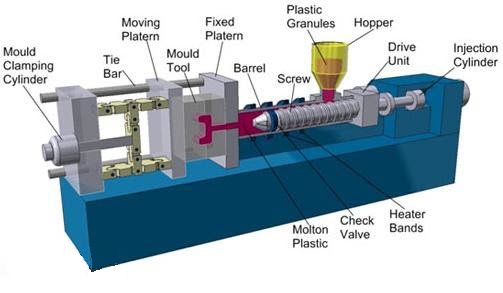 Mould
Clamping
Cylinder
Tie
Bar
Moving
Platern
Mould
Tool
Fixed
Platern
Barrel
Screw
Plastic
Granules
Hopper
Drive
Unit
Injection
Cylinder
Molton
Plastic
Check
Valve
Heater
Bands